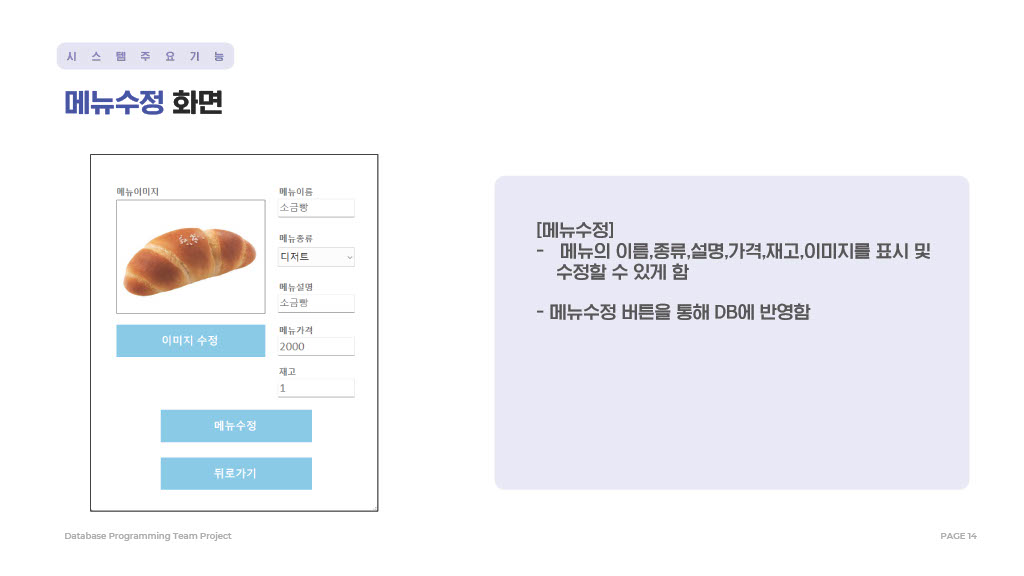 시스템주요기능
메뉴수정 화면
메뉴이미지
이미지 수정
메뉴이름
소금빵
메뉴종류
디저트
메뉴설명
소금빵
메뉴가격
2000
재고
1
메뉴수정
뒤로가기
[메뉴수정]
- 메뉴의 이름,종류,설명,가격,재고,이미지를 표시 및
수정할 수 있게 함
- 메뉴수정 버튼을 통해 DB에 반영함
Database Programming Team Project
PAGE 14